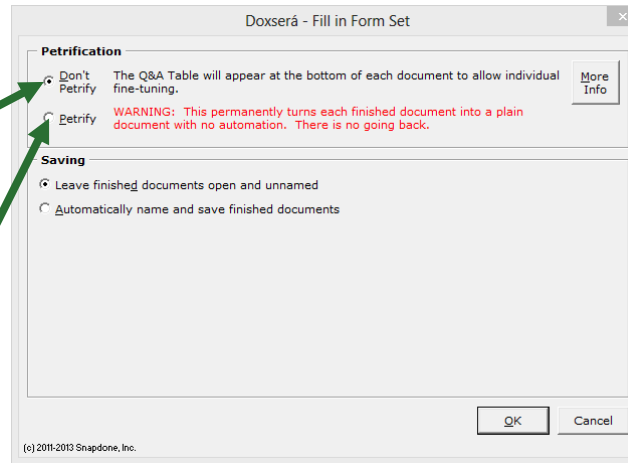 Doxserá - Fill in Form Set
Petrification
Don't Petrify
The Q&A Table will appear at the bottom of each document to allow individual
fine-tuning.
More Info
Petrify
WARNING: This permanently turns each finished document into a plain
document with no automation. There is no going back.
Saving
Leave finished documents open and unnamed
Automatically name and save finished documents
OK
Cancel
(c) 2011-2013 Snapdone, Inc.